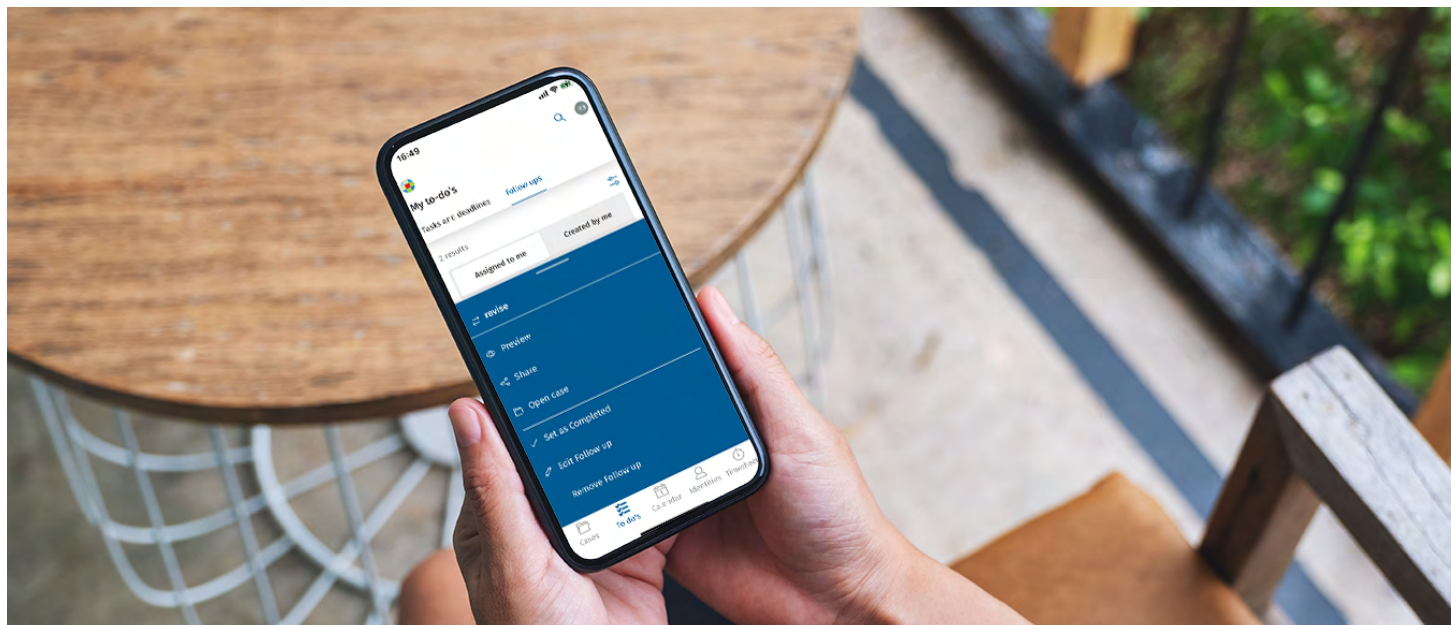 16:49
My to-do's
Tasks and deadlines
Follow ups
2 results
Assigned to me
Created by me
revise
Preview
Share
Open case
Set as Completed
Edit Follow up
Remove Follow up
Cases
To do's
Calendar
Identities
Timesheet